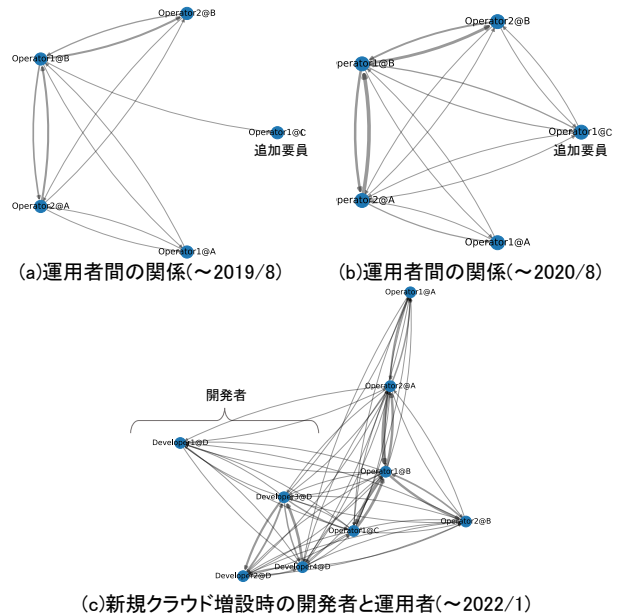 Operator2@B
Operator1@B
Operator1@C
追加要員
Operator2@A
Operator1@A
(a)運用者間の関係(～2019/8)
Operator2@B
Operator1@B
Operator1@C
追加要員
Operator2@A
Operator1@A
(b)運用者間の関係(～2020/8)
Operator1@A
Operator2@A
開発者
Developer1@D
Operator1@B
Developer3@D
Operator2@B
Operator1@C
Developer4@D
Developer2@D
(c)新規クラウド増設時の開発者と運用者(～2022/1)